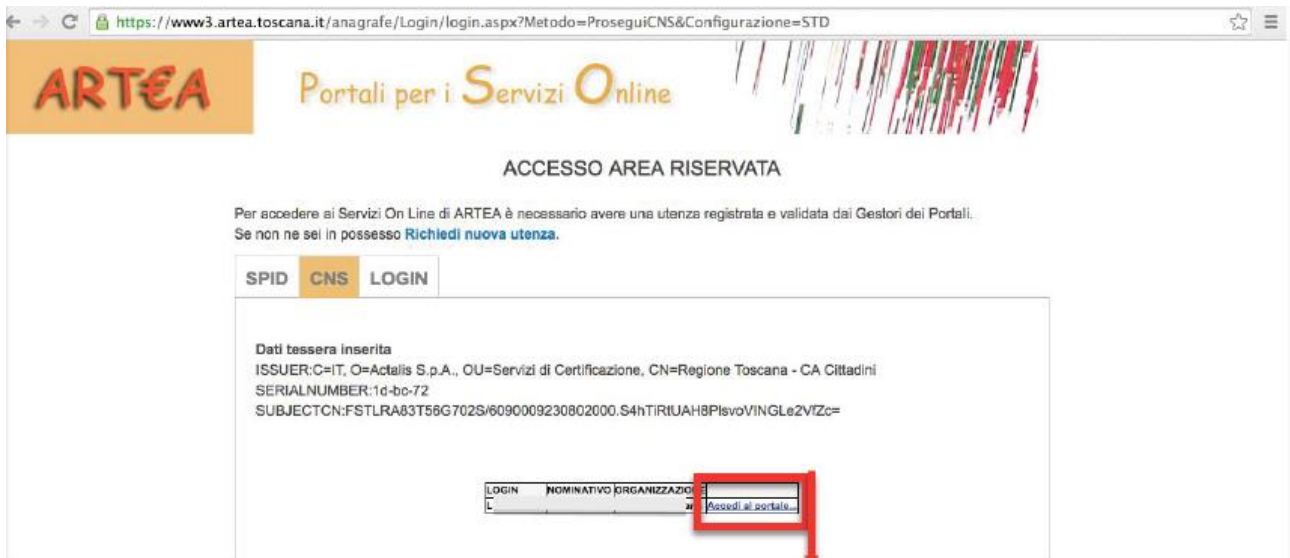 https://www3.artea.toscana.it/anagrafe/Login/login.aspx?Metodo=ProseguiCNS&Configurazione=STD
ART€A
Portali per i Servizi Online
ACCESSO AREA RISERVATA
Per accedere ai Servizi On Line di ARTEA è necessario avere una utenza registrata e validata dai Gestori dei Portali.
Se non ne sei in possesso Richiedi nuova utenza.
SPID CNS LOGIN
Dati tessera inserita
ISSUER:C=IT, O=Actalis S.p.A., OU=Servizi di Certificazione, CN=Regione Toscana - CA Cittadini
SERIALNUMBER:1d-bc-72
SUBJECTCN:FSTLRA83T56G702S/6090009230802000.S4hTiRtUAH8PlsvoVINGLe2VfZc=
LOGIN NOMINATIVO ORGANIZZAZIONE
L Accedi al portale...